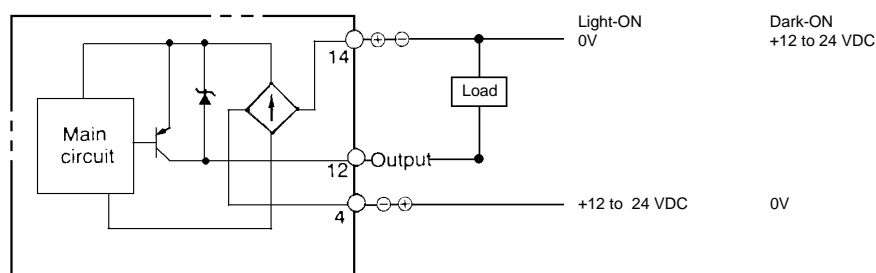 Light-ON
0V
Dark-ON
+12 to 24 VDC
14
⊕ ⊖
Load
Main
circuit
12
Output
4
⊖ ⊕
+12 to 24 VDC
0V